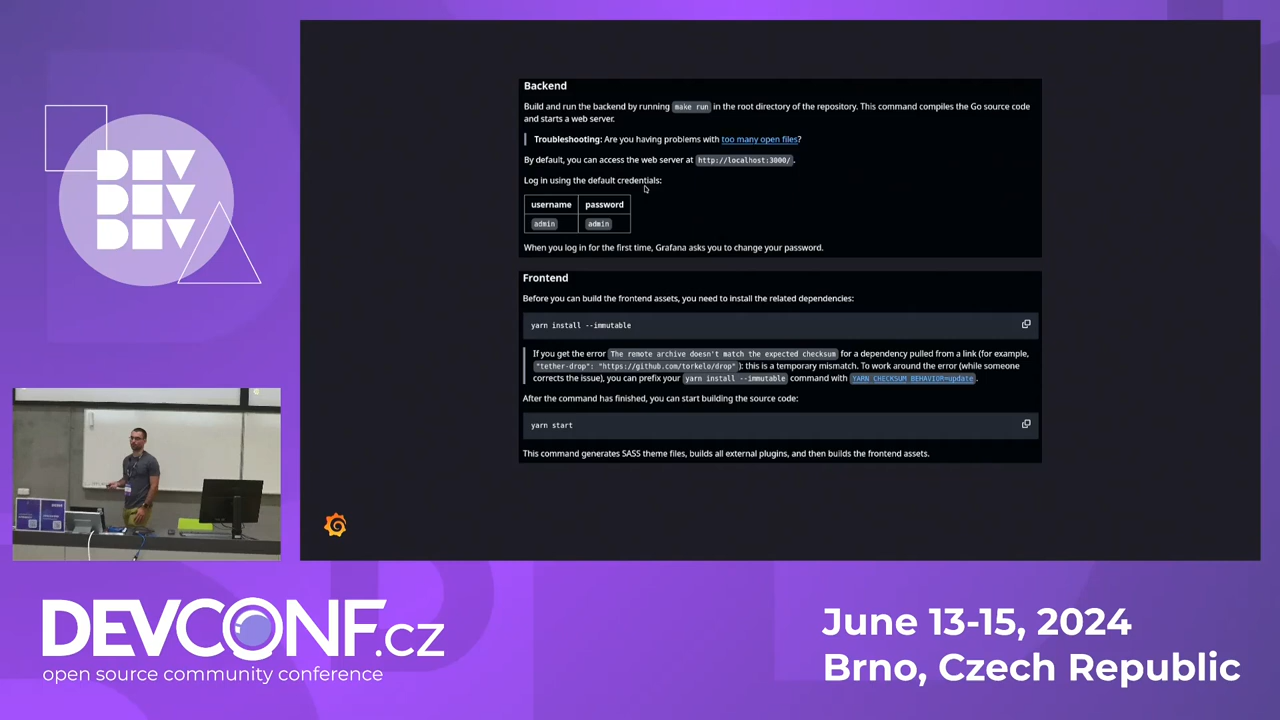 Backend
Build and run the backend by running make run in the root directory of the repository. This command compiles the Go source code
and starts a web server.
Troubleshooting: Are you having problems with too many open files?
By default, you can access the web server at http://localhost:3000/.
Log in using the default credentials:
username password
admin admin
When you log in for the first time, Grafana asks you to change your password.
Frontend
Before you can build the frontend assets, you need to install the related dependencies:
yarn install --immutable
If you get the error The remote archive doesn't match the expected checksum for a dependency pulled from a link (for example,
"tether-drop": "https://github.com/torkelo/drop"): this is a temporary mismatch. To work around the error (while someone
corrects the issue), you can prefix your yarn install --immutable command with YARN_CHECKSUM_BEHAVIOR=update.
After the command has finished, you can start building the source code:
yarn start
This command generates SASS theme files, builds all external plugins, and then builds the frontend assets.
DEV
DEV
DEV
DEVCONF.cz
open source community conference
June 13-15, 2024
Brno, Czech Republic